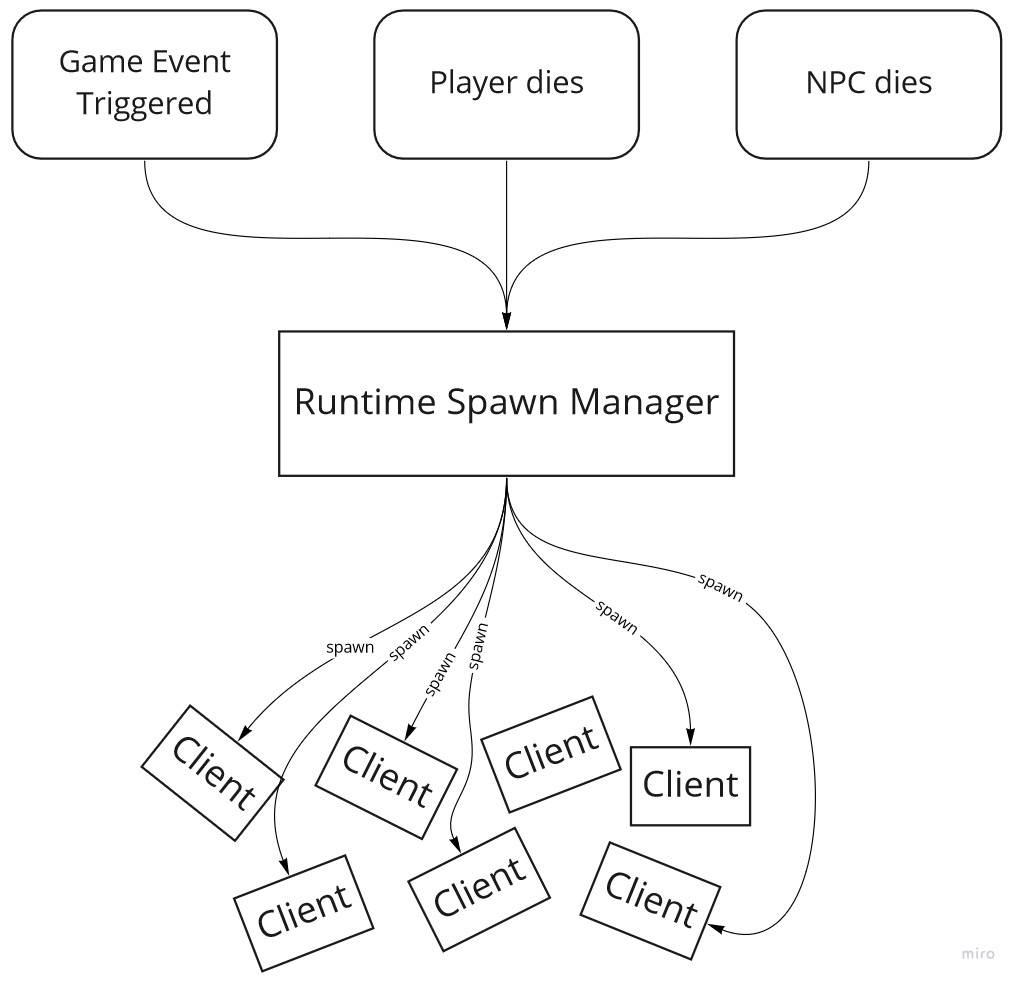 Game Event
Triggered
Player dies
NPC dies
Runtime Spawn Manager
spawn
spawn
spawn
spawn
spawn
spawn
Client
Client
Client
Client
Client
Client
Client
miro